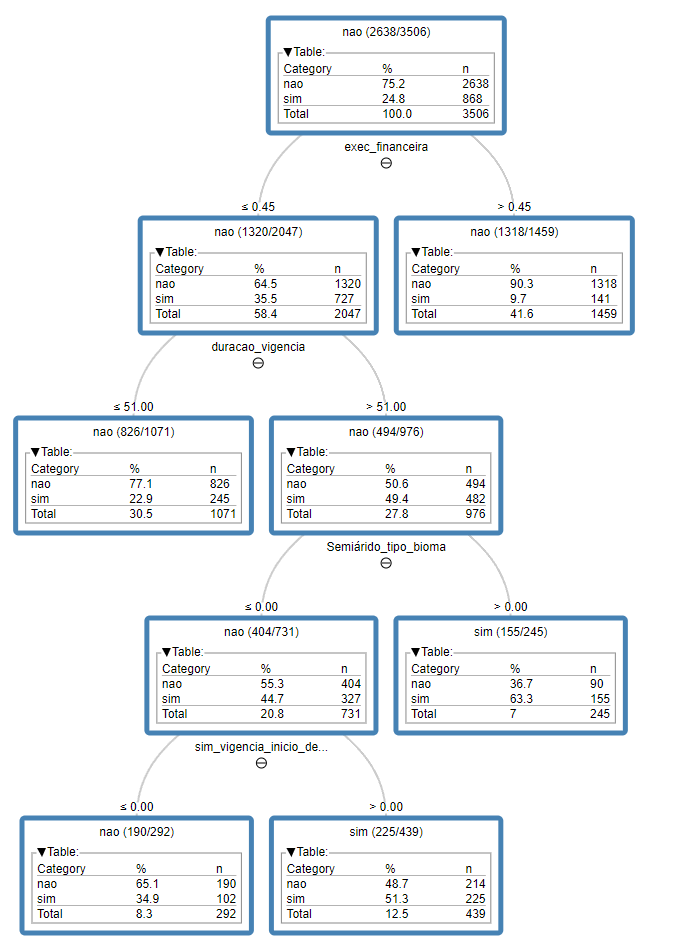 nao (2638/3506)
▼Table:
Category % n
nao 75.2 2638
sim 24.8 868
Total 100.0 3506
exec_financeira
≤ 0.45
> 0.45
nao (1320/2047)
▼Table:
Category % n
nao 64.5 1320
sim 35.5 727
Total 58.4 2047
nao (1318/1459)
▼Table:
Category % n
nao 90.3 1318
sim 9.7 141
Total 41.6 1459
duracao_vigencia
≤ 51.00
> 51.00
nao (826/1071)
▼Table:
Category % n
nao 77.1 826
sim 22.9 245
Total 30.5 1071
nao (494/976)
▼Table:
Category % n
nao 50.6 494
sim 49.4 482
Total 27.8 976
Semiárido_tipo_bioma
≤ 0.00
> 0.00
nao (404/731)
▼Table:
Category % n
nao 55.3 404
sim 44.7 327
Total 20.8 731
sim (155/245)
▼Table:
Category % n
nao 36.7 90
sim 63.3 155
Total 7 245
sim_vigencia_inicio_de...
≤ 0.00
> 0.00
nao (190/292)
▼Table:
Category % n
nao 65.1 190
sim 34.9 102
Total 8.3 292
sim (225/439)
▼Table:
Category % n
nao 48.7 214
sim 51.3 225
Total 12.5 439